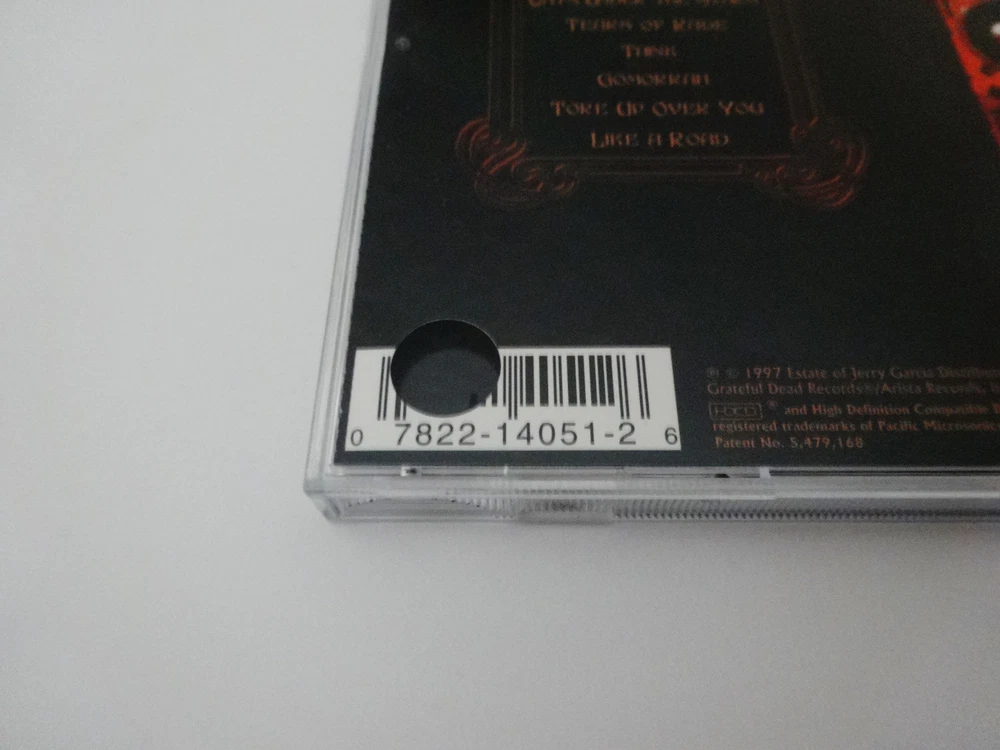 Tears of Rage
Think
Gomorrah
Tore Up Over You
Like A Road
℗ © 1997 Estate of Jerry Garcia
Grateful Dead Records®/Arista Records,
HDCD ® and High Definition Compatible
registered trademarks of Pacific Microsonics
Patent No. 5,479,168
0 7822-14051-2 6